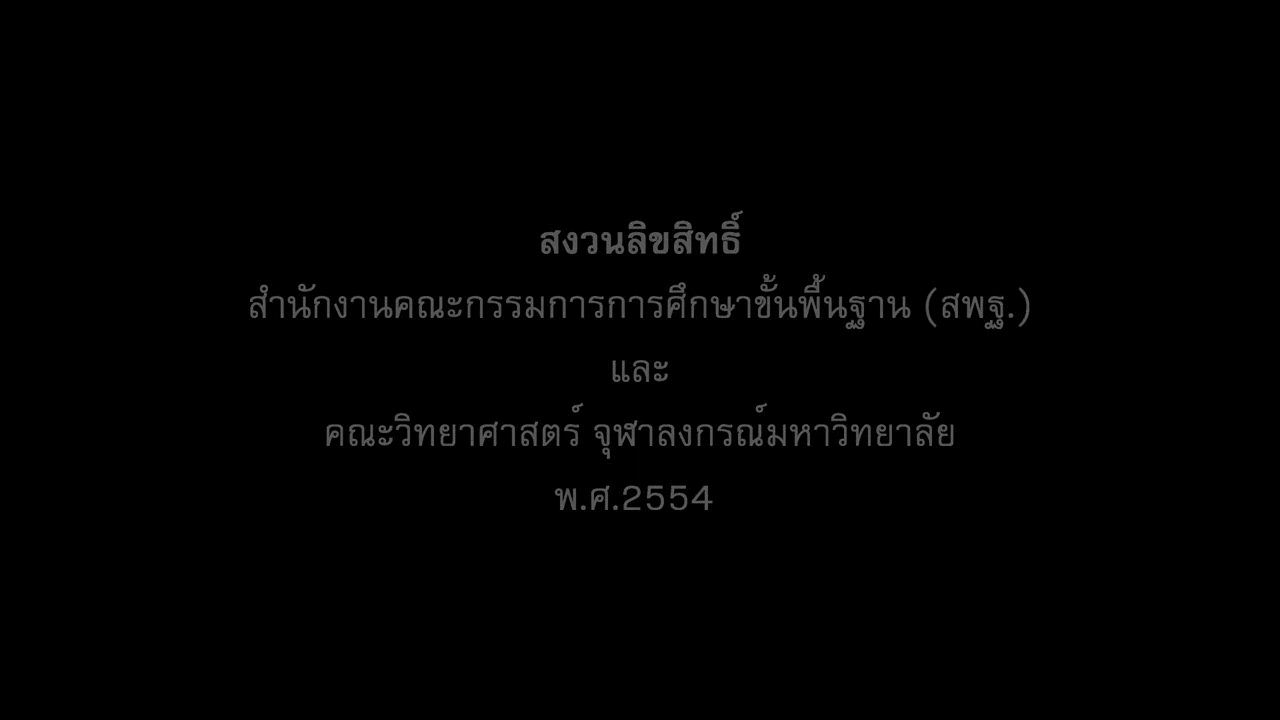 สงวนลิขสิทธิ์
สำนักงานคณะกรรมการการศึกษาขั้นพื้นฐาน (สพฐ.)
และ
คณะวิทยาศาสตร์ จุฬาลงกรณ์มหาวิทยาลัย
พ.ศ.2554